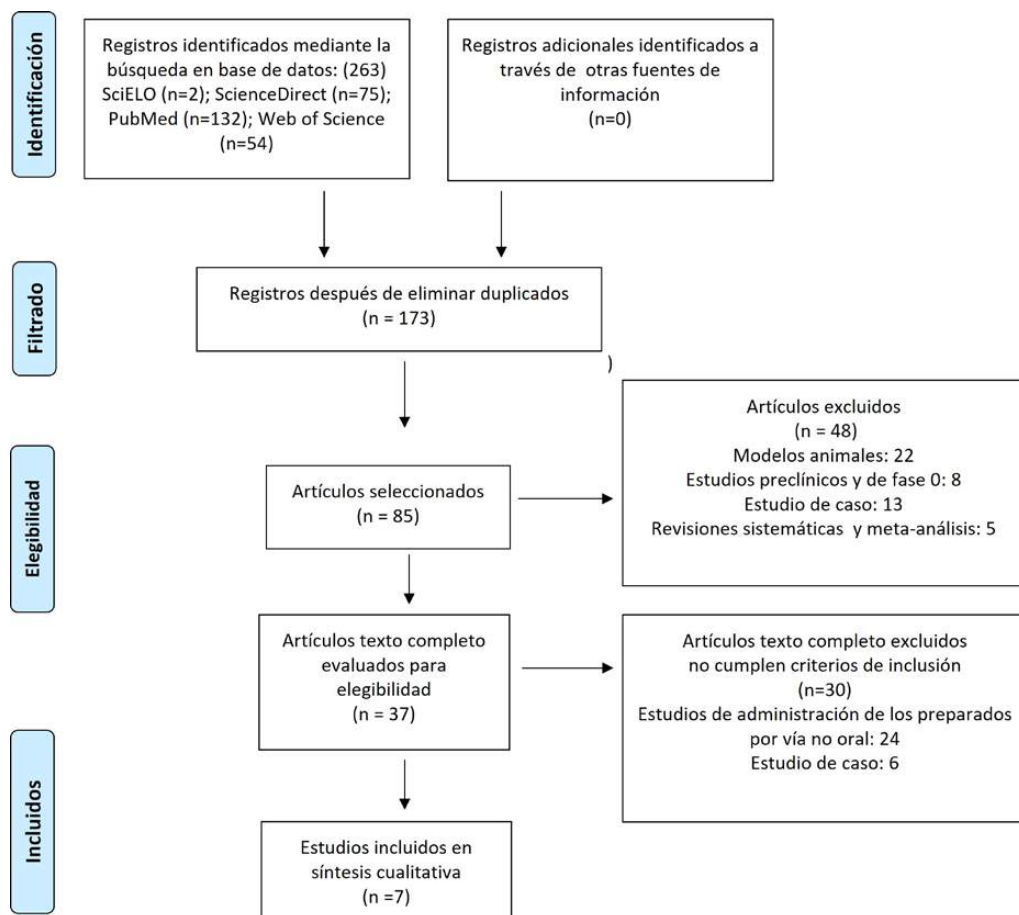 Identificación
Registros identificados mediante la
búsqueda en base de datos: (263)
SciELO (n=2); ScienceDirect (n=75);
PubMed (n=132); Web of Science
(n=54)
Registros adicionales identificados a
través de otras fuentes de
información
(n=0)
Filtrado
Registros después de eliminar duplicados
(n = 173)
)
Elegibilidad
Artículos seleccionados
(n = 85)
Artículos excluidos
(n = 48)
Modelos animales: 22
Estudios preclínicos y de fase 0: 8
Estudio de caso: 13
Revisiones sistemáticas y meta-análisis: 5
Artículos texto completo
evaluados para
elegibilidad
(n = 37)
Artículos texto completo excluidos
no cumplen criterios de inclusión
(n=30)
Estudios de administración de los preparados
por vía no oral: 24
Estudio de caso: 6
Incluidos
Estudios incluidos en
síntesis cualitativa
(n =7)